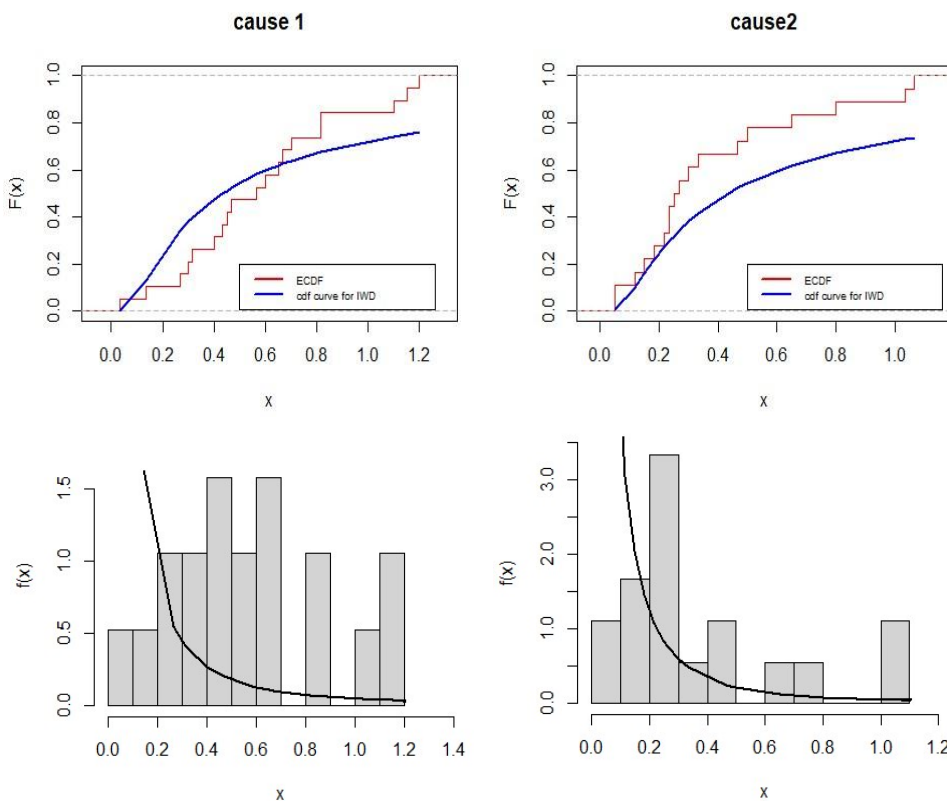 cause 1
F(x)
0.0 0.2 0.4 0.6 0.8 1.0
ECDF
cdf curve for IWD
0.0 0.2 0.4 0.6 0.8 1.0 1.2
x
cause2
F(x)
0.0 0.2 0.4 0.6 0.8 1.0
ECDF
cdf curve for IWD
0.0 0.2 0.4 0.6 0.8 1.0
x
f(x)
0.0 0.5 1.0 1.5
0.0 0.2 0.4 0.6 0.8 1.0 1.2 1.4
x
f(x)
0.0 1.0 2.0 3.0
0.0 0.2 0.4 0.6 0.8 1.0 1.2
x